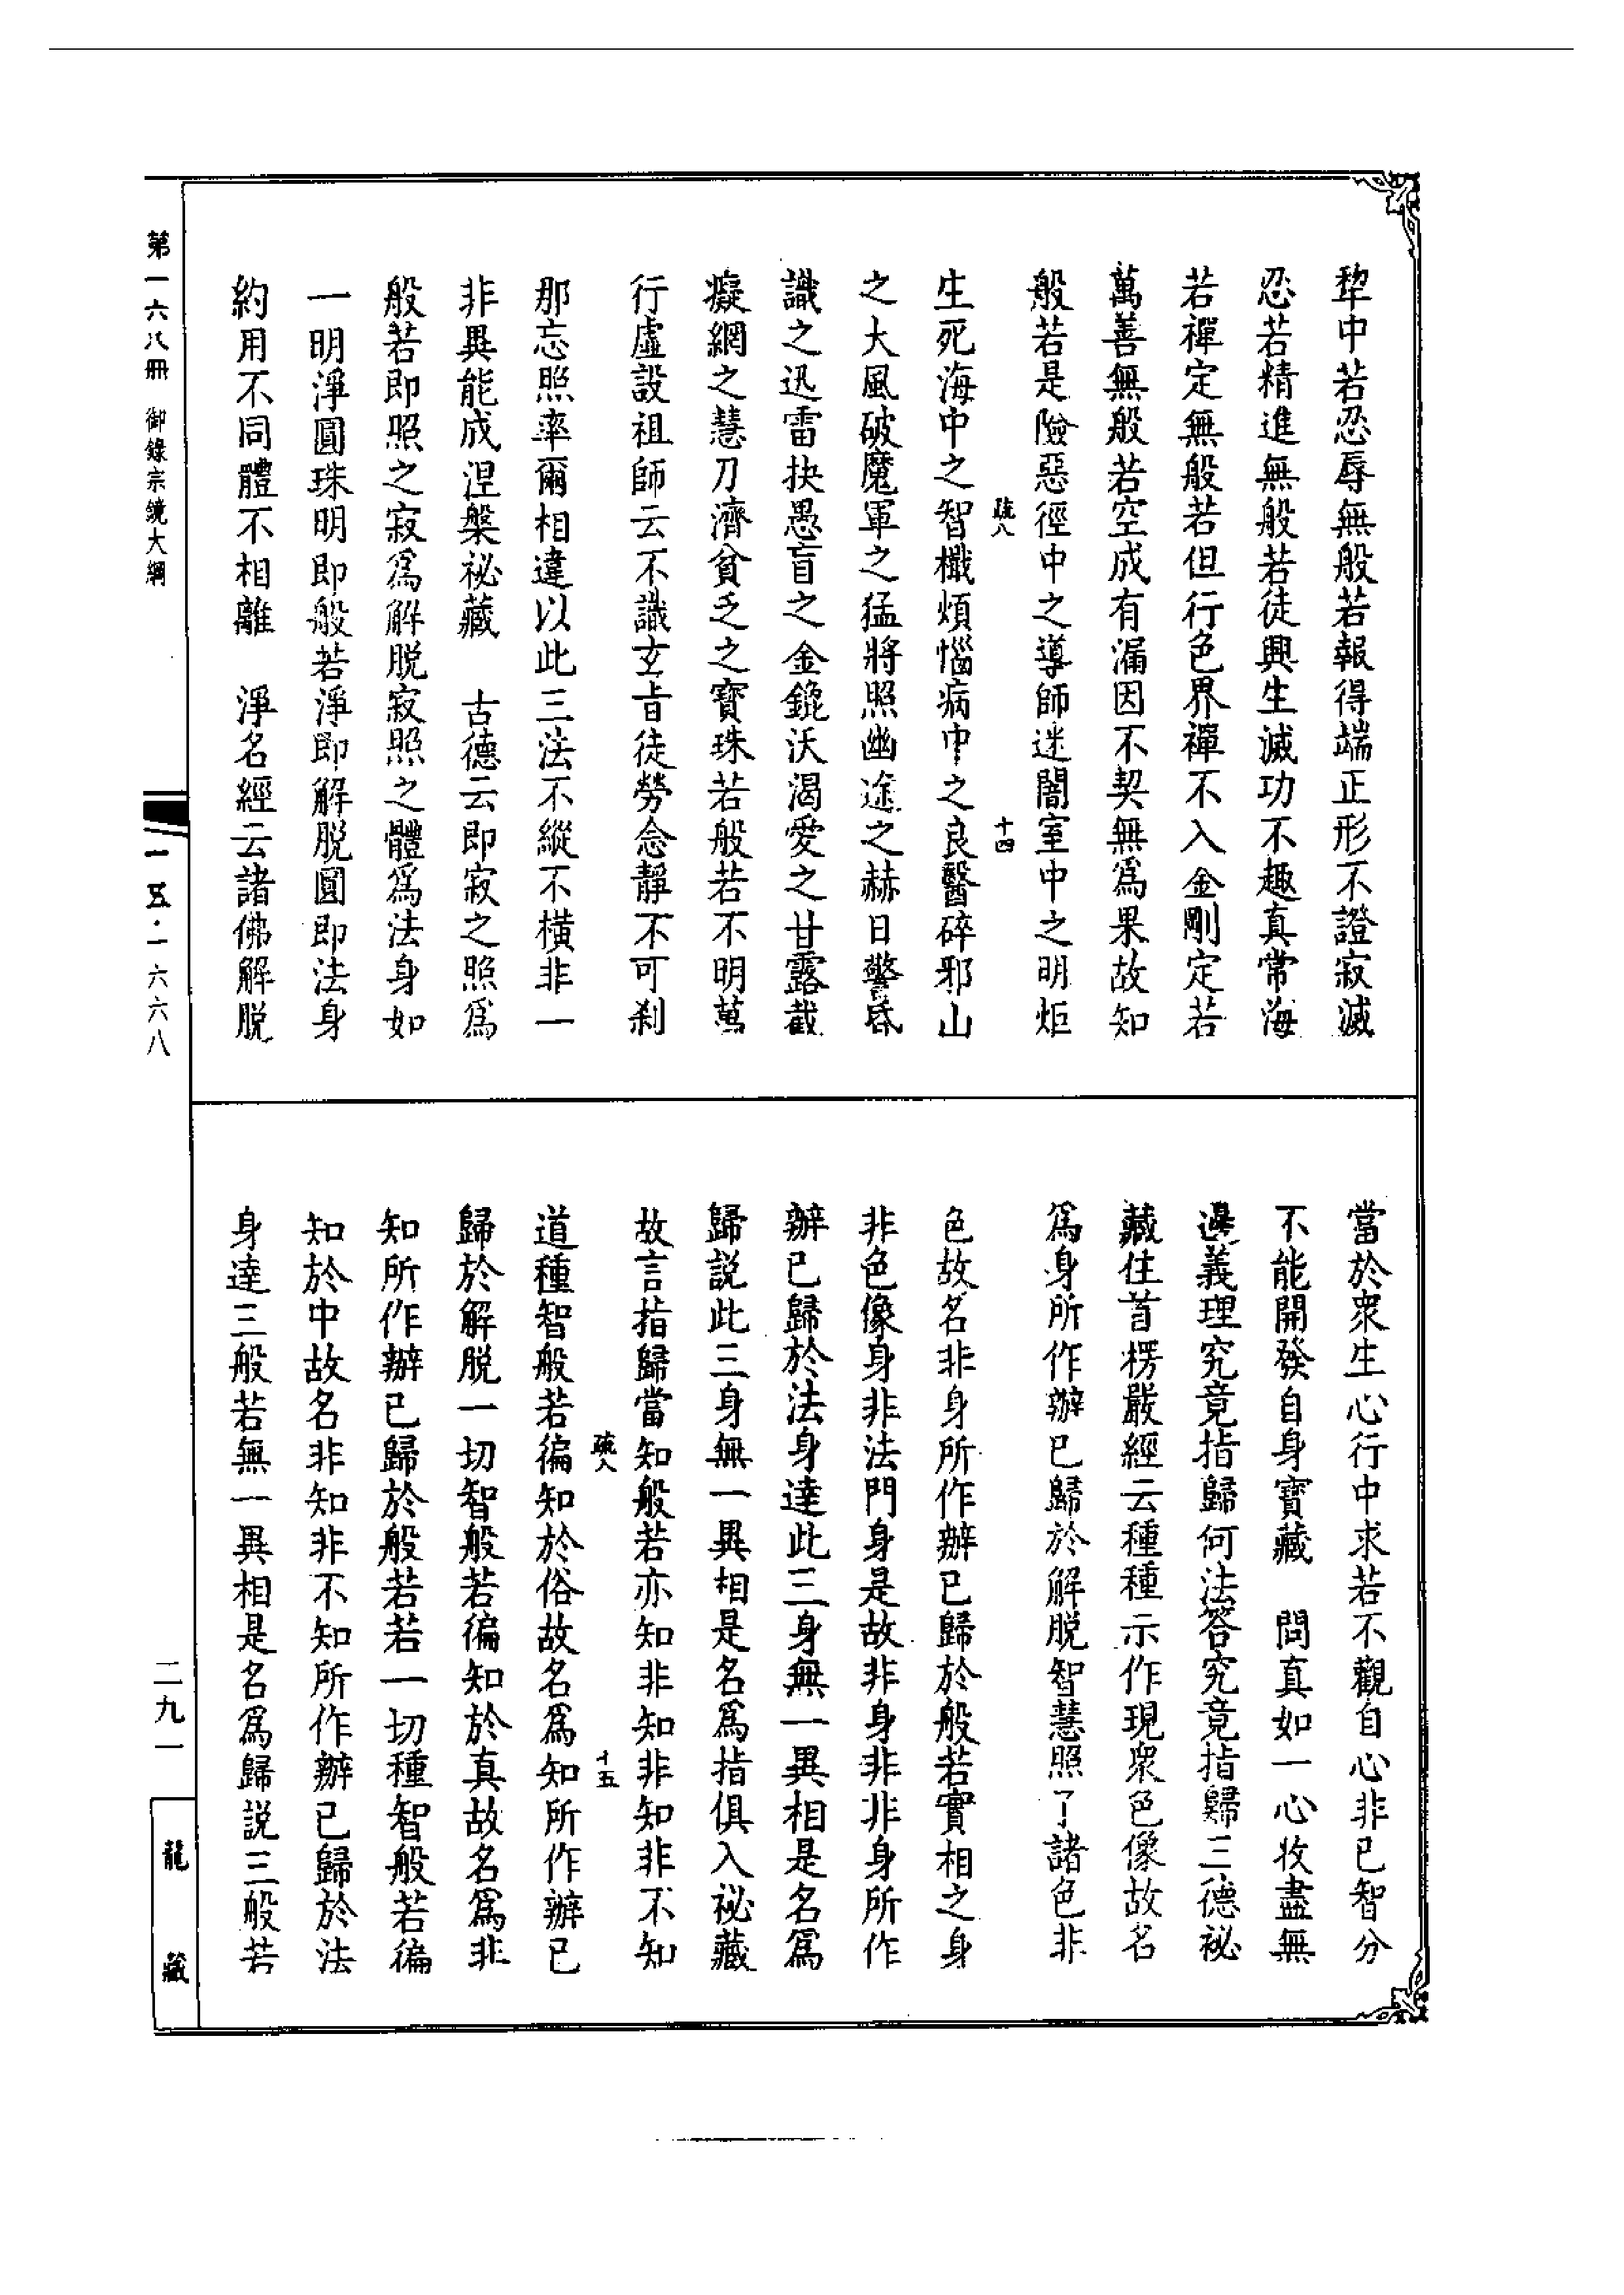 犂中若忍辱無般若報得端正形不證寂滅
忍若精進無般若徒興生滅功不趣真常海
若禪定無般若但行色界禪不入金剛定若
萬善無般若空成有漏因不契無爲果故知
般若是險惡徑中之導師迷闇室中之明炬
疏八
十四
生死海中之智檝煩惱病中之良醫碎邪山
之大風破魔軍之猛將照幽途之赫日警昏
識之迅雷抉愚盲之金鎞沃渴愛之甘露截
癡網之慧刀濟貧乏之寶珠若般若不明萬
行虛設祖師云不識玄旨徒勞念靜不可刹
那忘照率爾相違以此三法不縱不橫非一
非異能成涅槃祕藏 古德云即寂之照爲
般若即照之寂爲解脱寂照之體爲法身如
一明淨圓珠明即般若淨即解脱圓即法身
約用不同體不相離 淨名經云諸佛解脱
當於衆生心行中求若不觀自心非已智分
不能開發自身寶藏 問真如一心收盡無
邊義理究竟指歸何法答究竟指歸三德祕
藏住首楞嚴經云種種示作現衆色像故名
爲身所作辦已歸於解脱智慧照了諸色非
色故名非身所作辦已歸於般若實相之身
非色像身非法門身是故非身非非身所作
辦已歸於法身達此三身無一異相是名爲
歸説此三身無一異相是名爲指俱入祕藏
故言指歸當知般若亦知非知非知非不知
疏八
十五
道種智般若徧知於俗故名爲知所作辦已
歸於解脱一切智般若徧知於真故名爲非
知所作辦已歸於般若若一切種智般若徧
知於中故名非知非不知所作辦已歸於法
身達三般若無一異相是名爲歸説三般若
第一六八冊 御錄宗鏡大綱
一五·一六六八
二九一
龍藏